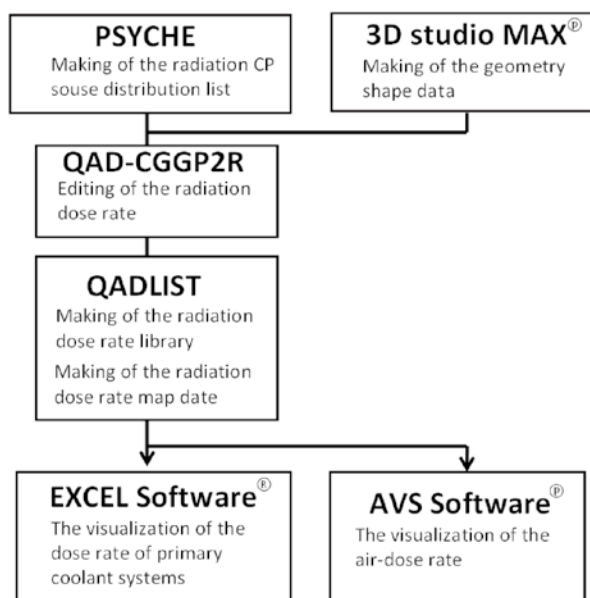 PSYCHE
Making of the radiation CP
souse distribution list
3D studio MAX®
Making of the geometry
shape data
QAD-CGGP2R
Editing of the radiation
dose rate
QADLIST
Making of the radiation
dose rate library
Making of the radiation
dose rate map date
EXCEL Software®
The visualization of the
dose rate of primary
coolant systems
AVS Software℗
The visualization of the
air-dose rate